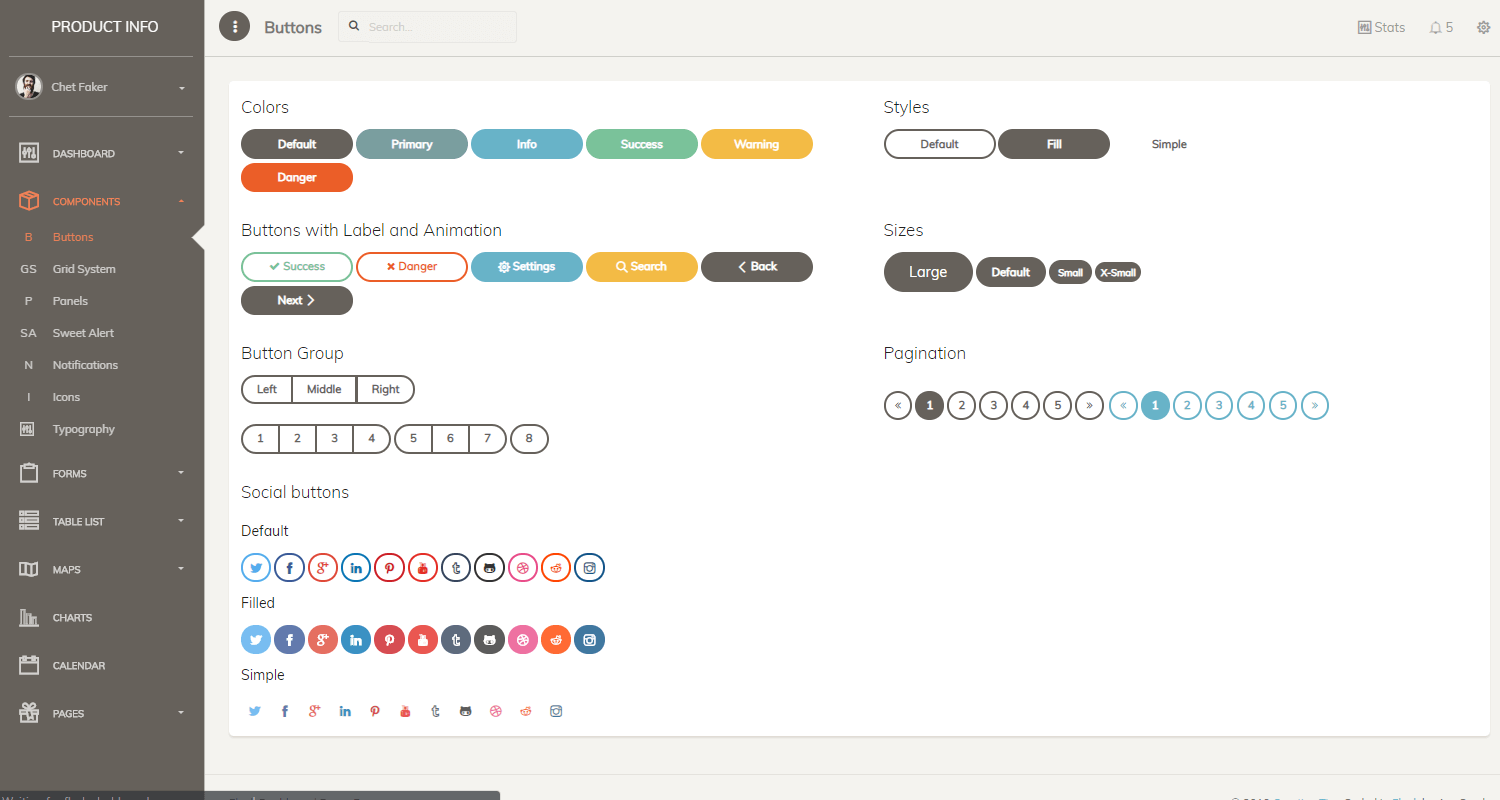 PRODUCT INFO
Chet Faker
DASHBOARD
COMPONENTS
B Buttons
GS Grid System
P Panels
SA Sweet Alert
N Notifications
I Icons
Typography
FORMS
TABLE LIST
MAPS
CHARTS
CALENDAR
PAGES
Buttons
Search...
Stats
5
Colors
Default Primary Info Success Warning
Danger
Styles
Default Fill Simple
Buttons with Label and Animation
Success Danger Settings Search Back
Next
Sizes
Large Default Small X-Small
Button Group
Left Middle Right
1 2 3 4 5 6 7 8
Pagination
« 1 2 3 4 5 » « 1 2 3 4 5 »
Social buttons
Default
Filled
Simple